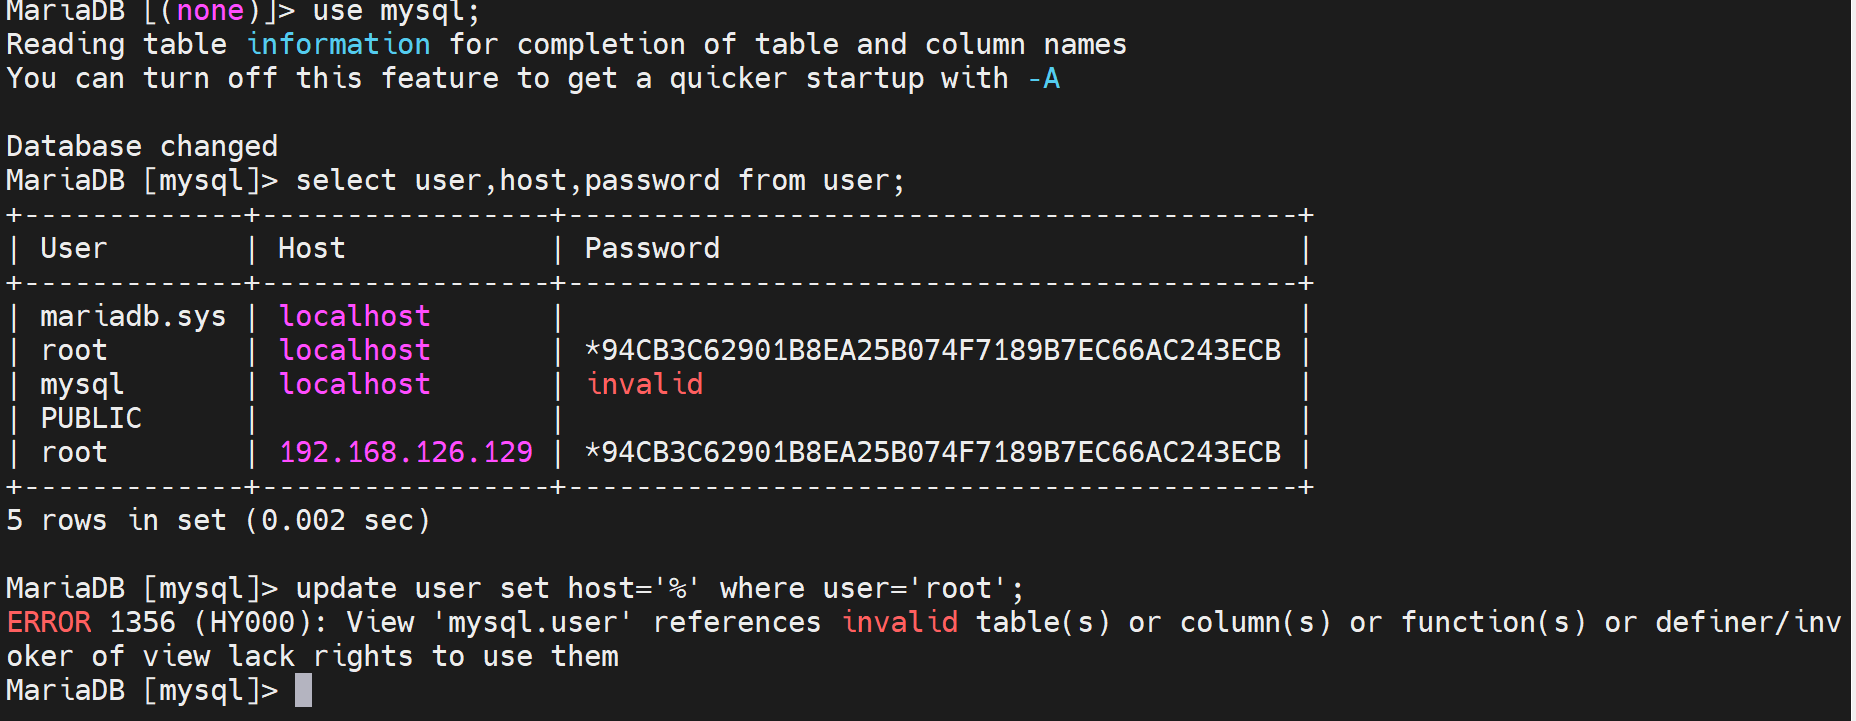 MariaDB [(none)]> use mysql;
Reading table information for completion of table and column names
You can turn off this feature to get a quicker startup with -A
Database changed
MariaDB [mysql]> select user,host,password from user;
+-------------+-----------------+-------------------------------------------+
| User        | Host            | Password                                  |
+-------------+-----------------+-------------------------------------------+
| mariadb.sys | localhost       |                                           |
| root        | localhost       | *94CB3C62901B8EA25B074F7189B7EC66AC243ECB |
| mysql       | localhost       | invalid                                   |
| PUBLIC      |                 |                                           |
| root        | 192.168.126.129 | *94CB3C62901B8EA25B074F7189B7EC66AC243ECB |
+-------------+-----------------+-------------------------------------------+
5 rows in set (0.002 sec)
MariaDB [mysql]> update user set host='%' where user='root';
ERROR 1356 (HY000): View 'mysql.user' references invalid table(s) or column(s) or function(s) or definer/inv
oker of view lack rights to use them
MariaDB [mysql]>